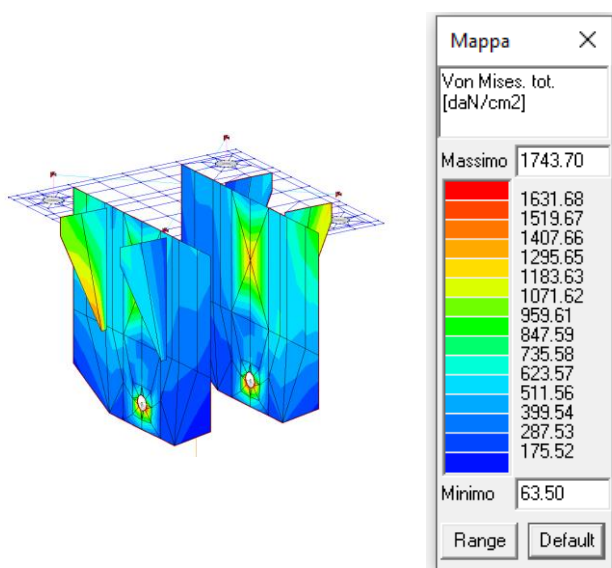 Mappa
Von Mises. tot.
[daN/cm2]
Massimo 1743.70
1631.68
1519.67
1407.66
1295.65
1183.63
1071.62
959.61
847.59
735.58
623.57
511.56
399.54
287.53
175.52
Minimo 63.50
Range Default